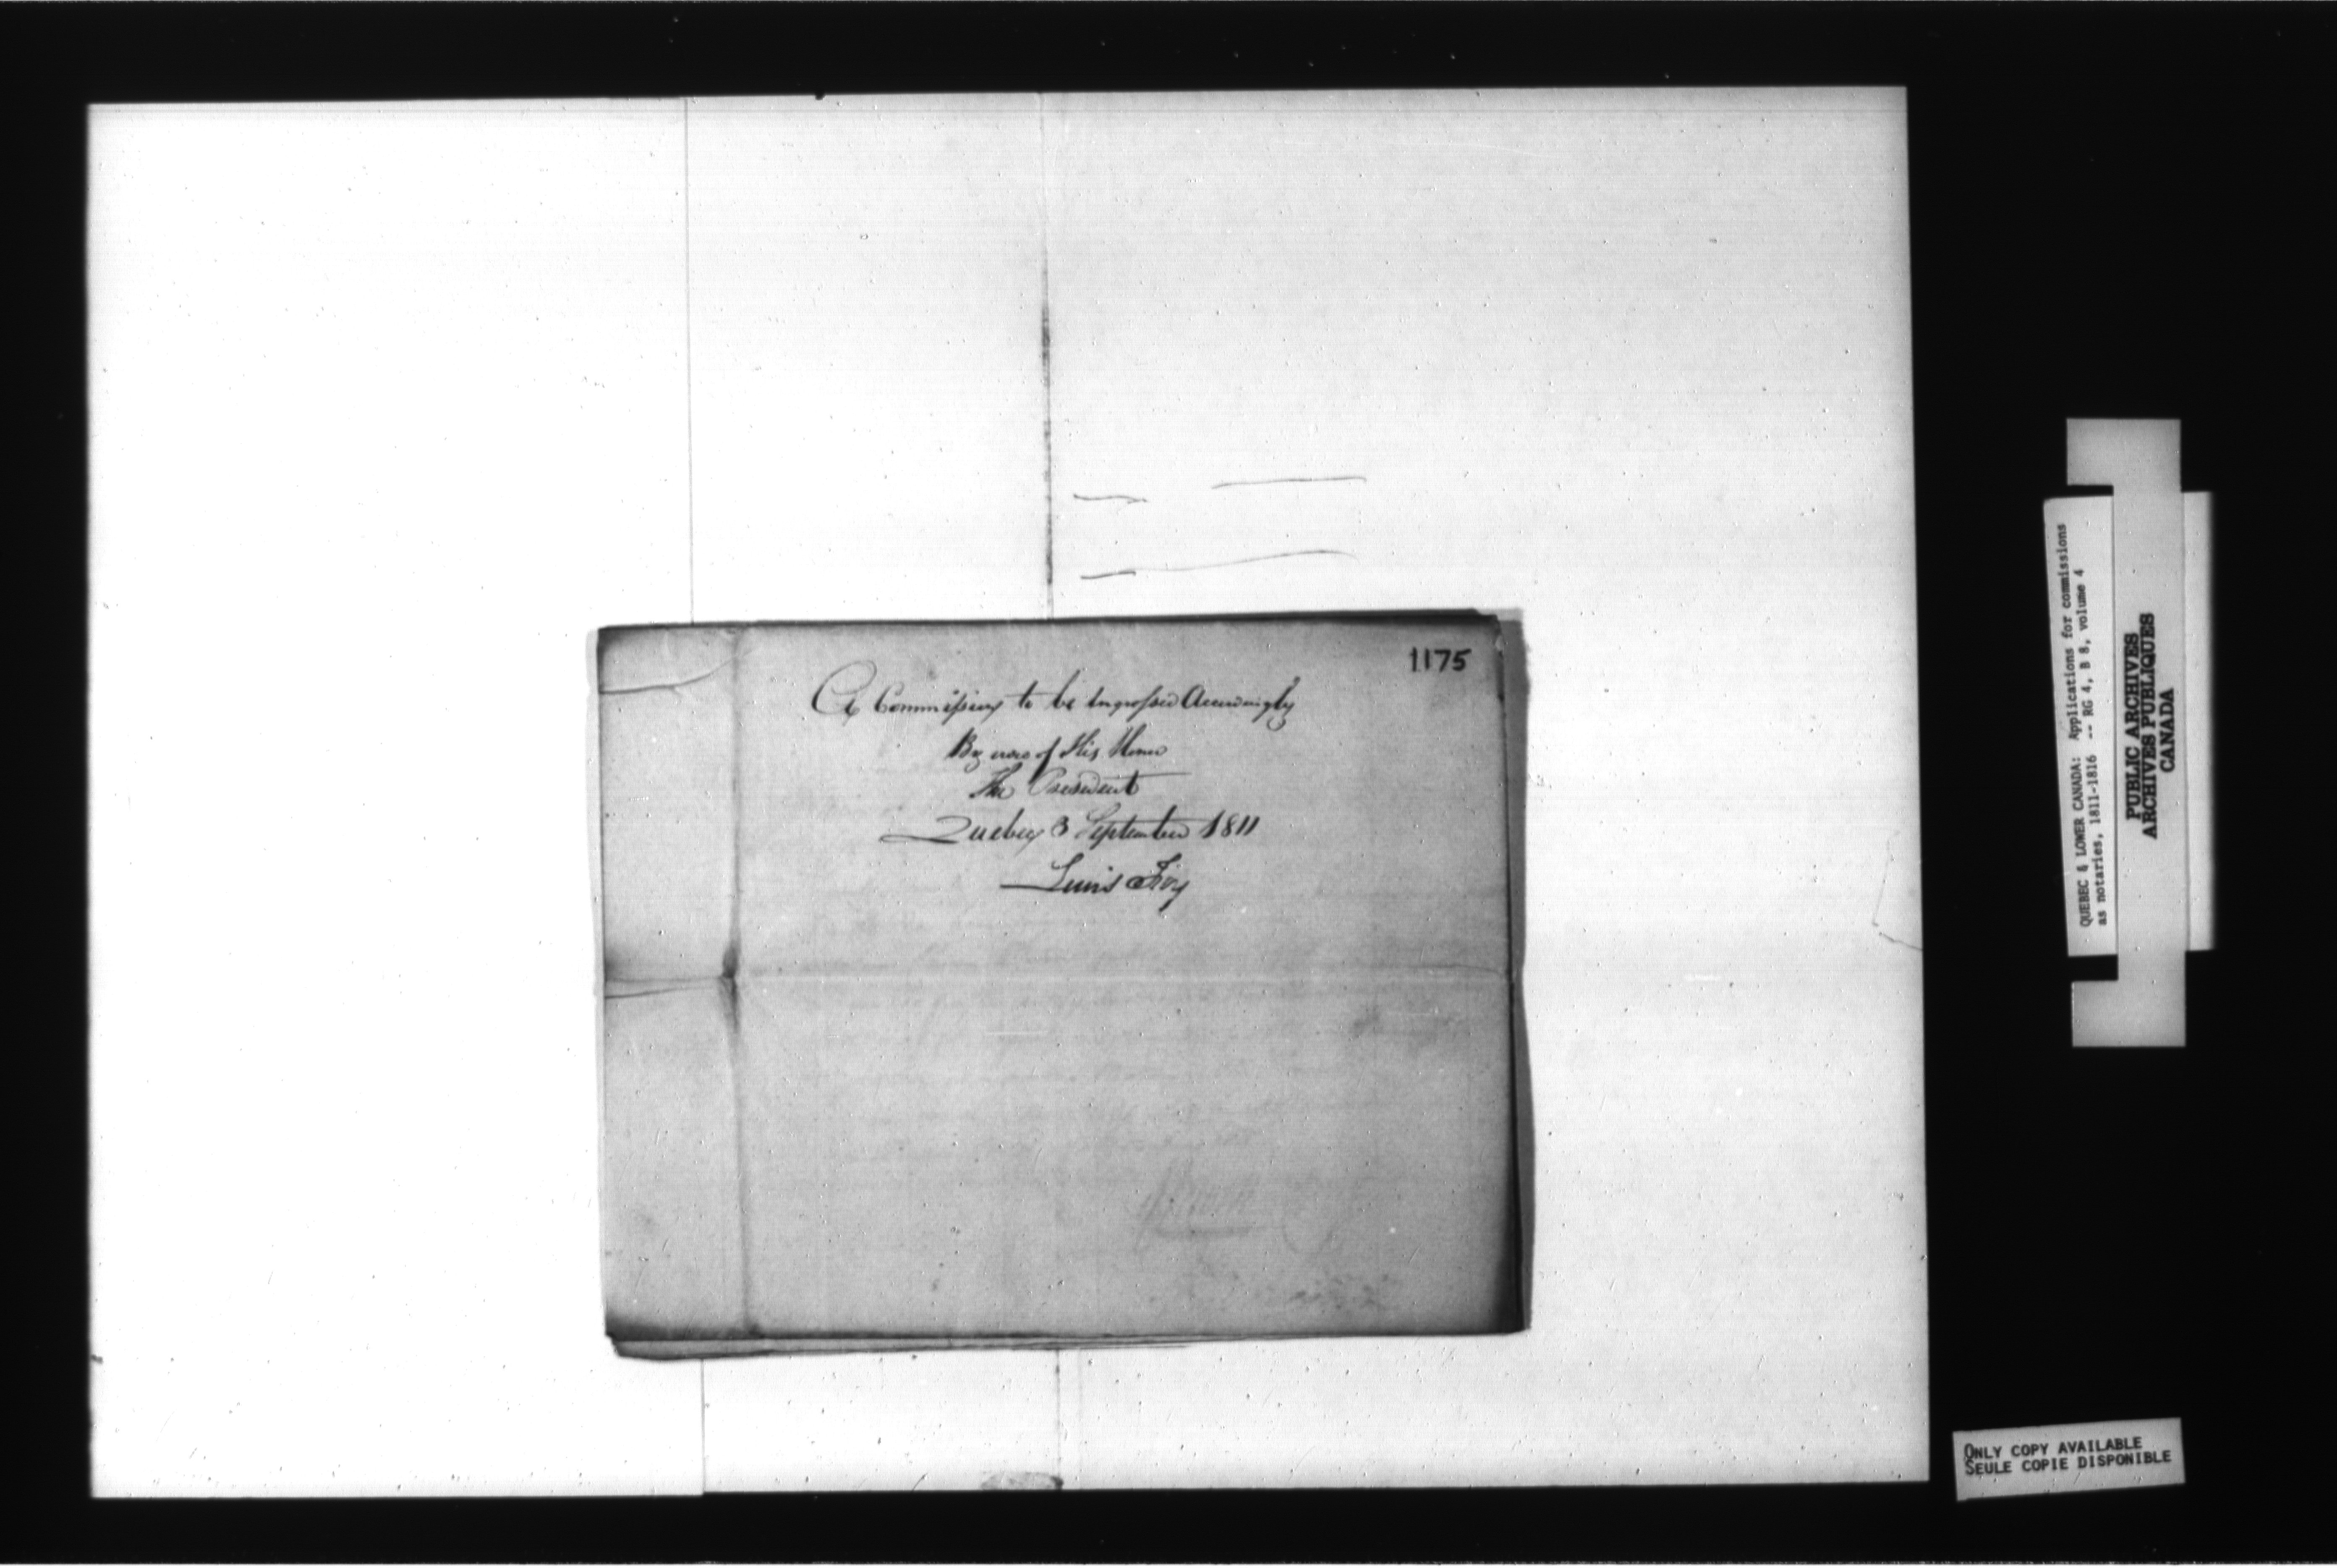 1175
A Commission to be Engrossed Accordingly
By order of His Honor
The President
Quebec 3 September 1811
Louis Foy
QUEBEC & LOWER CANADA: Applications for commissions
as notaries, 1811-1816 -- RG 4, B 8, volume 4
PUBLIC ARCHIVES
ARCHIVES PUBLIQUES
CANADA
ONLY COPY AVAILABLE
SEULE COPIE DISPONIBLE